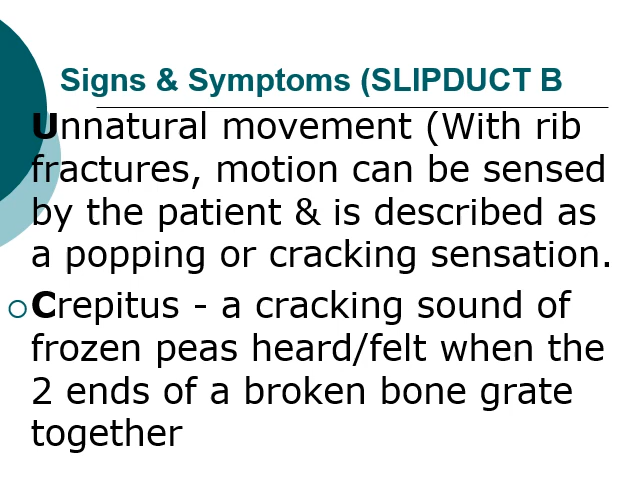 Signs & Symptoms (SLIPDUCT B
Unnatural movement (With rib
fractures, motion can be sensed
by the patient & is described as
a popping or cracking sensation.
Crepitus - a cracking sound of
frozen peas heard/felt when the
2 ends of a broken bone grate
together